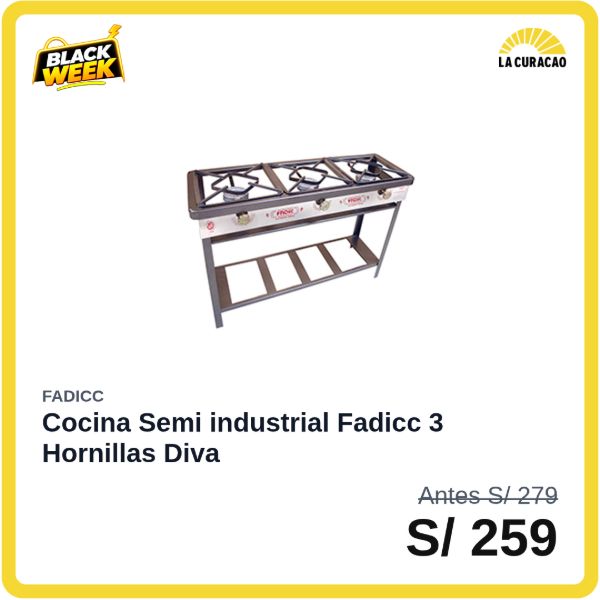 BLACK
WEEK
LA CURACAO
FADICC
Cocina Semi industrial Fadicc 3
Hornillas Diva
Antes S/ 279
S/ 259